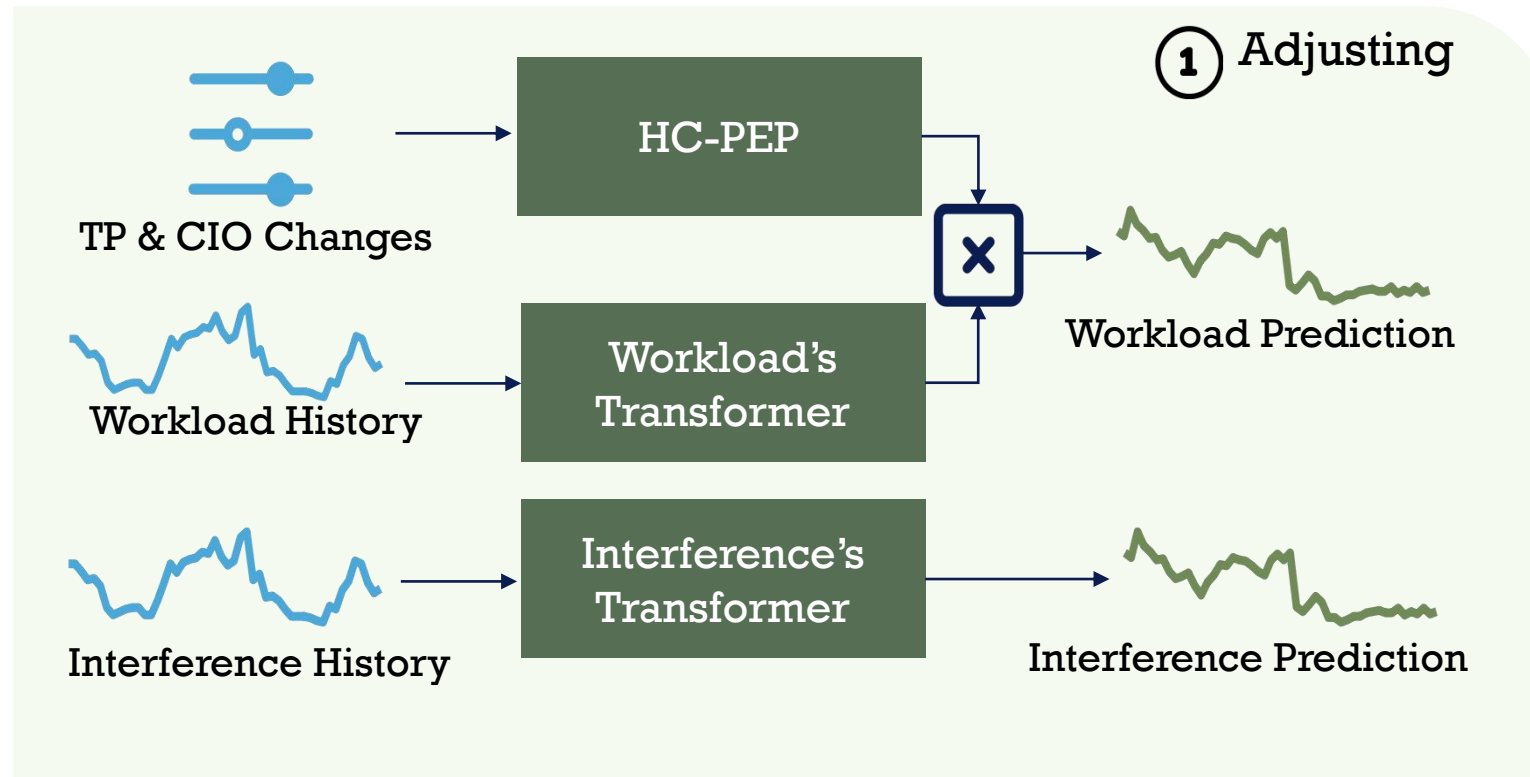 1 Adjusting
HC-PEP
TP & CIO Changes
Workload's
Transformer
Workload History
Workload Prediction
Interference's
Transformer
Interference History
Interference Prediction